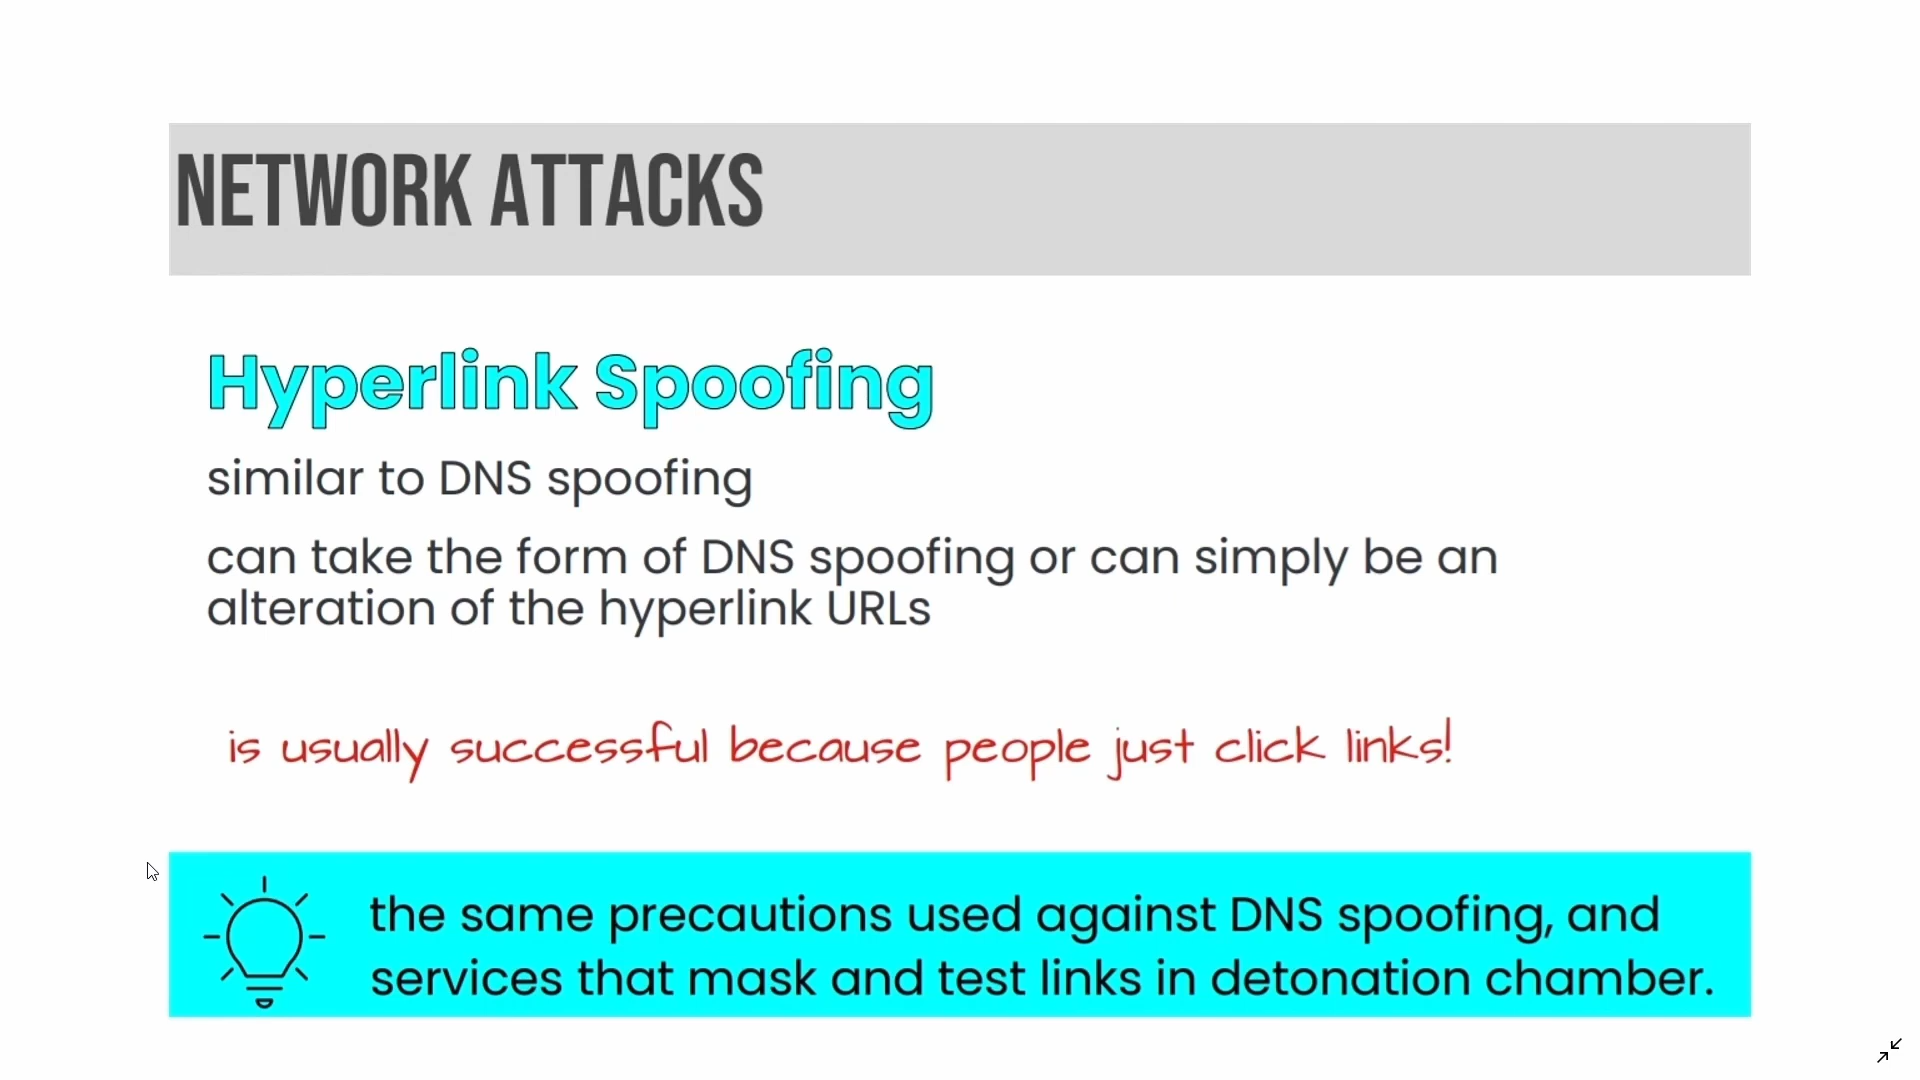 NETWORK ATTACKS
Hyperlink Spoofing
similar to DNS spoofing
can take the form of DNS spoofing or can simply be an
alteration of the hyperlink URLs
is usually successful because people just click links!
the same precautions used against DNS spoofing, and
services that mask and test links in detonation chamber.